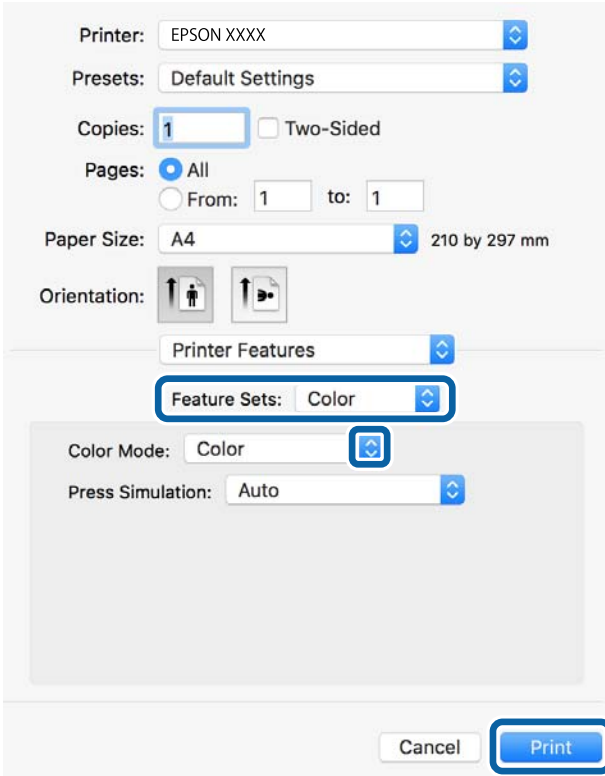 Printer: EPSON XXXX
Presets: Default Settings
Copies: 1 Two-Sided
Pages: All
From: 1 to: 1
Paper Size: A4 210 by 297 mm
Orientation:
Printer Features
Feature Sets: Color
Color Mode: Color
Press Simulation: Auto
Cancel Print